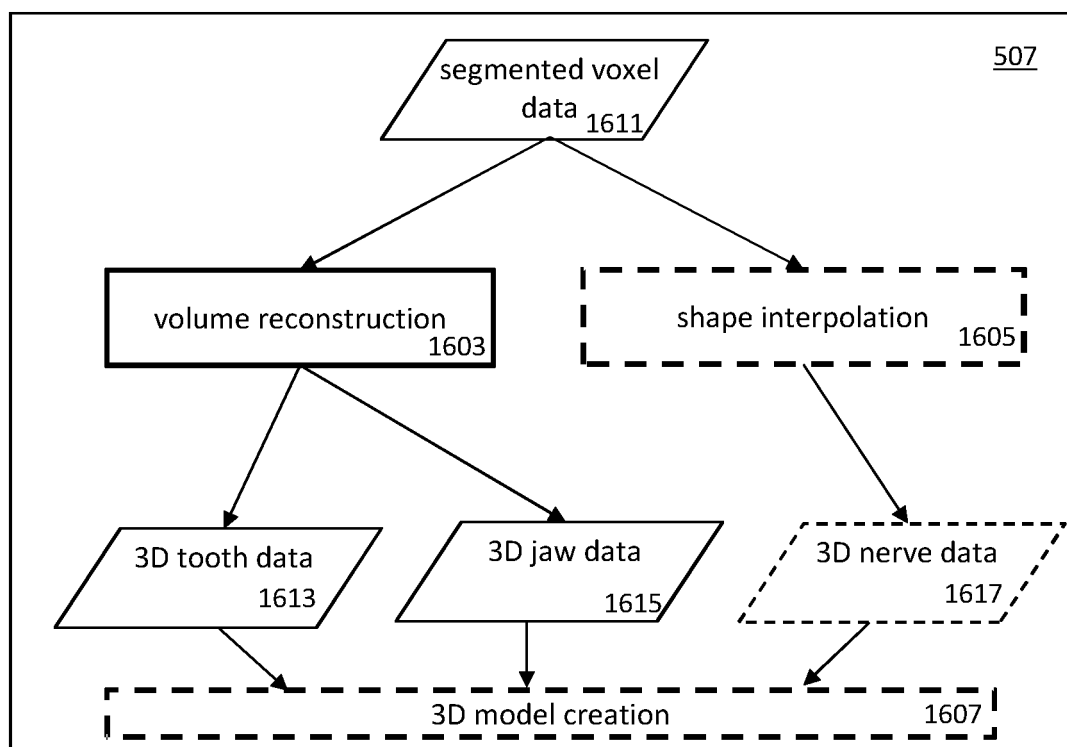 507
segmented voxel
data
1611
volume reconstruction
1603
shape interpolation
1605
3D tooth data
1613
3D jaw data
1615
3D nerve data
1617
3D model creation
1607